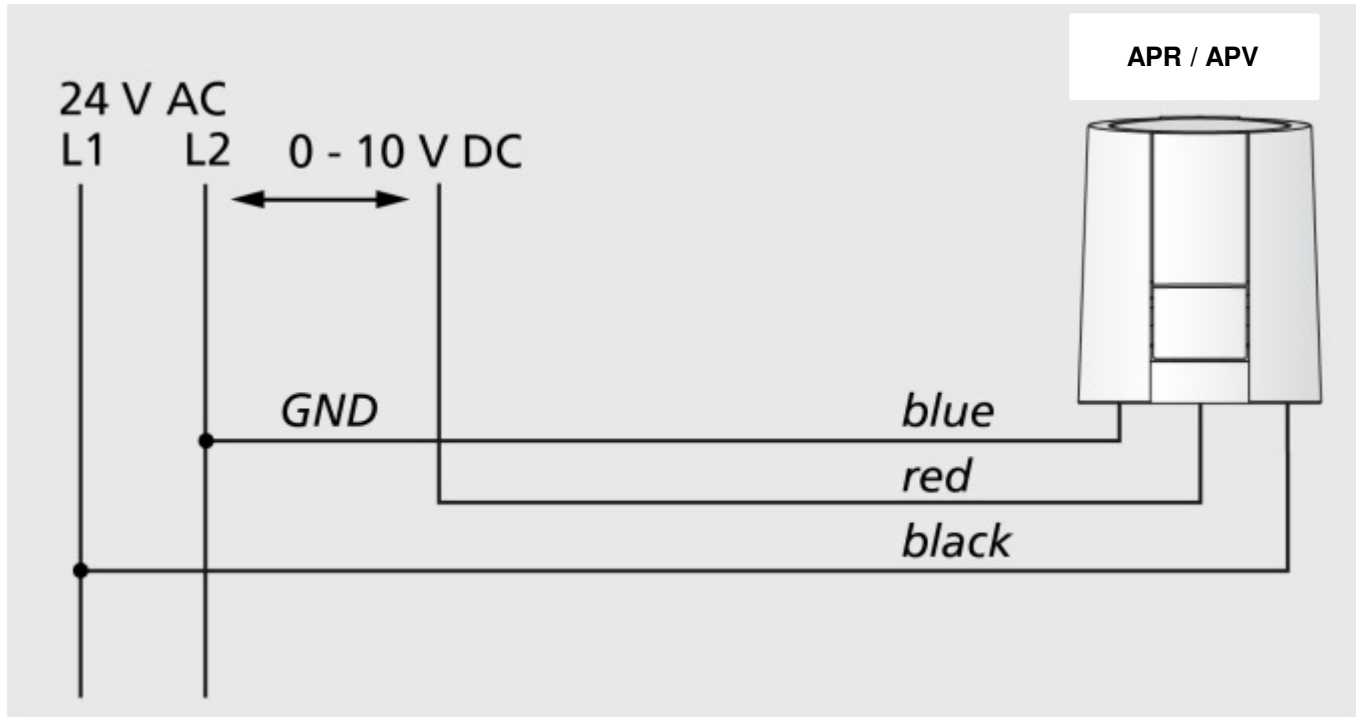 APR / APV
24 V AC
L1 L2 0 - 10 V DC
GND blue
red
black